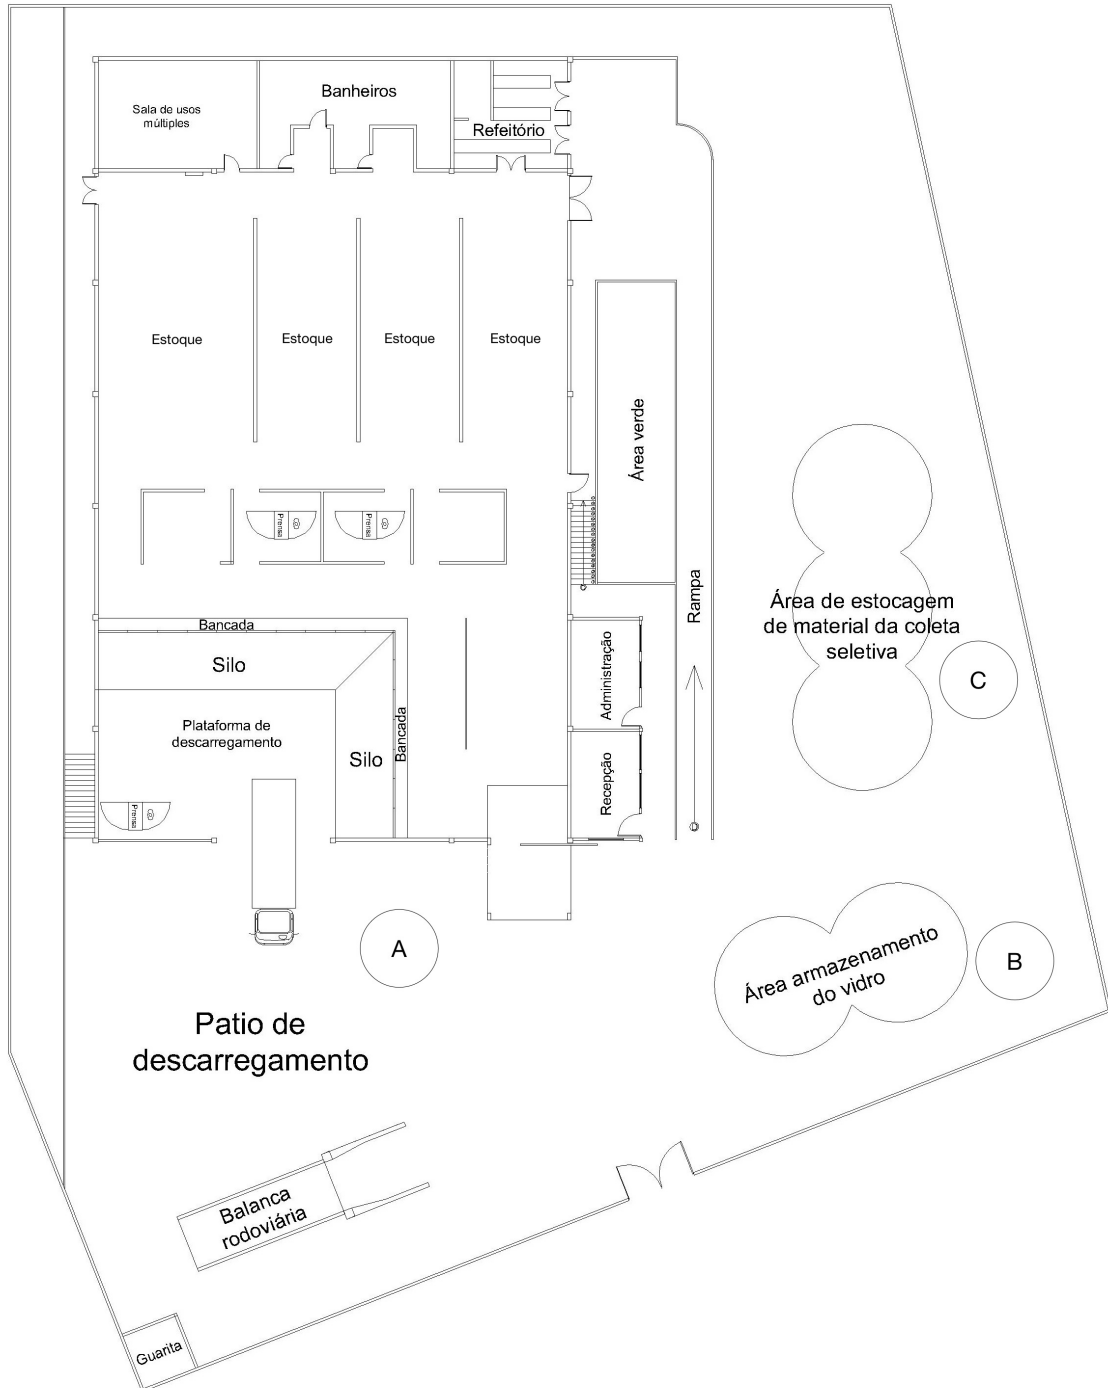 Sala de usos
múltiples
Banheiros
Refeitório
Estoque
Estoque
Estoque
Estoque
Área verde
Prensa
Prensa
Rampa
Área de estocagem
de material da coleta
seletiva
C
Bancada
Silo
Administração
Plataforma de
descarregamento
Silo
Bancada
Recepção
Prensa
A
Área armazenamento
do vidro
B
Patio de
descarregamento
Balanca
rodoviária
Guarita